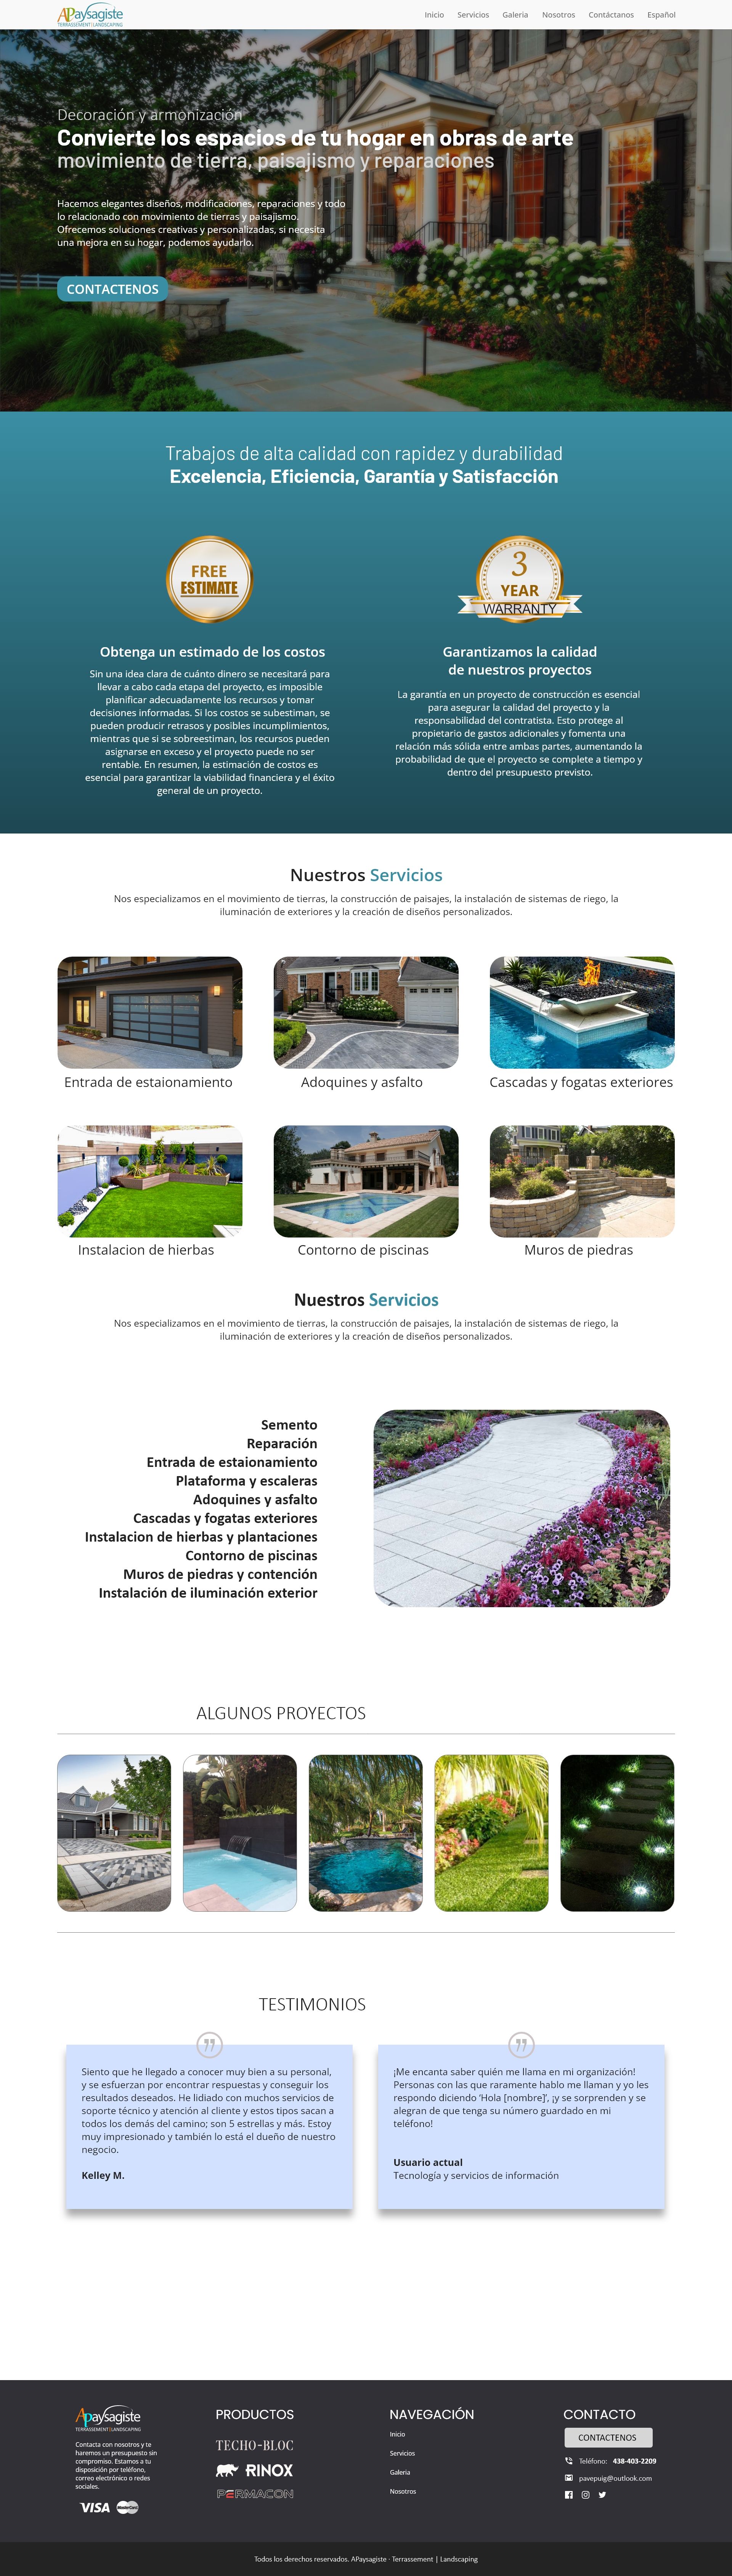 APaysagiste
TERRASSEMENT | LANDSCAPING
Inicio Servicios Galeria Nosotros Contáctanos Español
Decoración y armonización
Convierte los espacios de tu hogar en obras de arte
movimiento de tierra, paisajismo y reparaciones
Hacemos elegantes diseños, modificaciones, reparaciones y todo
lo relacionado con movimiento de tierras y paisajismo.
Ofrecemos soluciones creativas y personalizadas, si necesita
una mejora en su hogar, podemos ayudarlo.
CONTACTENOS
Trabajos de alta calidad con rapidez y durabilidad
Excelencia, Eficiencia, Garantía y Satisfacción
FREE
ESTIMATE
Obtenga un estimado de los costos
Sin una idea clara de cuánto dinero se necesitará para
llevar a cabo cada etapa del proyecto, es imposible
planificar adecuadamente los recursos y tomar
decisiones informadas. Si los costos se subestiman, se
pueden producir retrasos y posibles incumplimientos,
mientras que si se sobreestiman, los recursos pueden
asignarse en exceso y el proyecto puede no ser
rentable. En resumen, la estimación de costos es
esencial para garantizar la viabilidad financiera y el éxito
general de un proyecto.
3
YEAR
WARRANTY
Garantizamos la calidad
de nuestros proyectos
La garantía en un proyecto de construcción es esencial
para asegurar la calidad del proyecto y la
responsabilidad del contratista. Esto protege al
propietario de gastos adicionales y fomenta una
relación más sólida entre ambas partes, aumentando la
probabilidad de que el proyecto se complete a tiempo y
dentro del presupuesto previsto.
Nuestros Servicios
Nos especializamos en el movimiento de tierras, la construcción de paisajes, la instalación de sistemas de riego, la
iluminación de exteriores y la creación de diseños personalizados.
Entrada de estaionamiento
Adoquines y asfalto
Cascadas y fogatas exteriores
Instalacion de hierbas
Contorno de piscinas
Muros de piedras
Nuestros Servicios
Nos especializamos en el movimiento de tierras, la construcción de paisajes, la instalación de sistemas de riego, la
iluminación de exteriores y la creación de diseños personalizados.
Semento
Reparación
Entrada de estaionamiento
Plataforma y escaleras
Adoquines y asfalto
Cascadas y fogatas exteriores
Instalacion de hierbas y plantaciones
Contorno de piscinas
Muros de piedras y contención
Instalación de iluminación exterior
ALGUNOS PROYECTOS
TESTIMONIOS
Siento que he llegado a conocer muy bien a su personal,
y se esfuerzan por encontrar respuestas y conseguir los
resultados deseados. He lidiado con muchos servicios de
soporte técnico y atención al cliente y estos tipos sacan a
todos los demás del camino; son 5 estrellas y más. Estoy
muy impresionado y también lo está el dueño de nuestro
negocio.
Kelley M.
¡Me encanta saber quién me llama en mi organización!
Personas con las que raramente hablo me llaman y yo les
respondo diciendo ‘Hola [nombre]’, ¡y se sorprenden y se
alegran de que tenga su número guardado en mi
teléfono!
Usuario actual
Tecnología y servicios de información
Apaysagiste
TERRASSEMENT | LANDSCAPING
Contacta con nosotros y te
haremos un presupuesto sin
compromiso. Estamos a tu
disposición por teléfono,
correo electrónico o redes
sociales.
VISA MasterCard
PRODUCTOS
TECHO-BLOC
RINOX
PERMACON
NAVEGACIÓN
Inicio
Servicios
Galeria
Nosotros
CONTACTO
CONTACTENOS
Teléfono: 438-403-2209
pavepuig@outlook.com
Todos los derechos reservados. APaysagiste - Terrassement | Landscaping